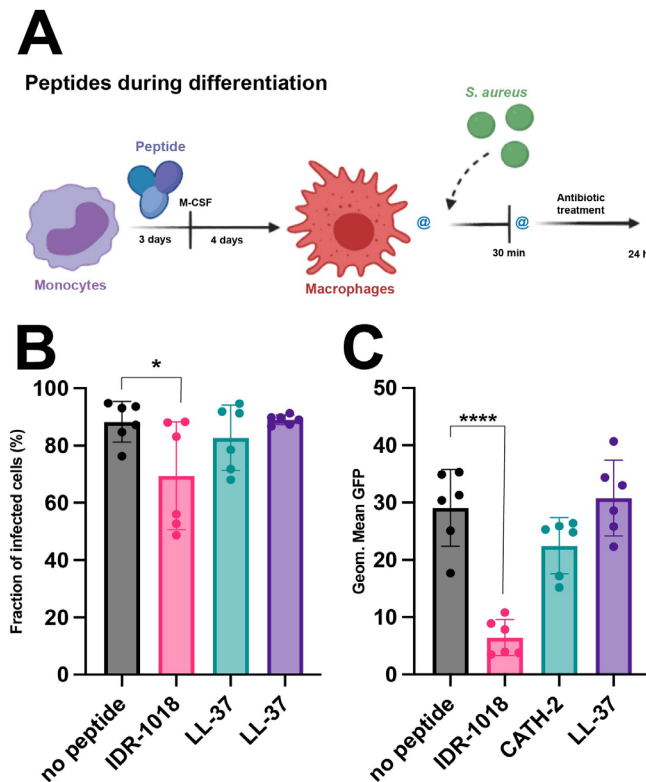 A
Peptides during differentiation
S. aureus
Peptide
M-CSF
Antibiotic
treatment
@
@
3 days
4 days
30 min
24 h
Monocytes
Macrophages
B
C
*
****
Fraction of infected cells (%)
100
80
60
40
20
0
no peptide
IDR-1018
LL-37
LL-37
Geom. Mean GFP
50
40
30
20
10
0
no peptide
IDR-1018
CATH-2
LL-37